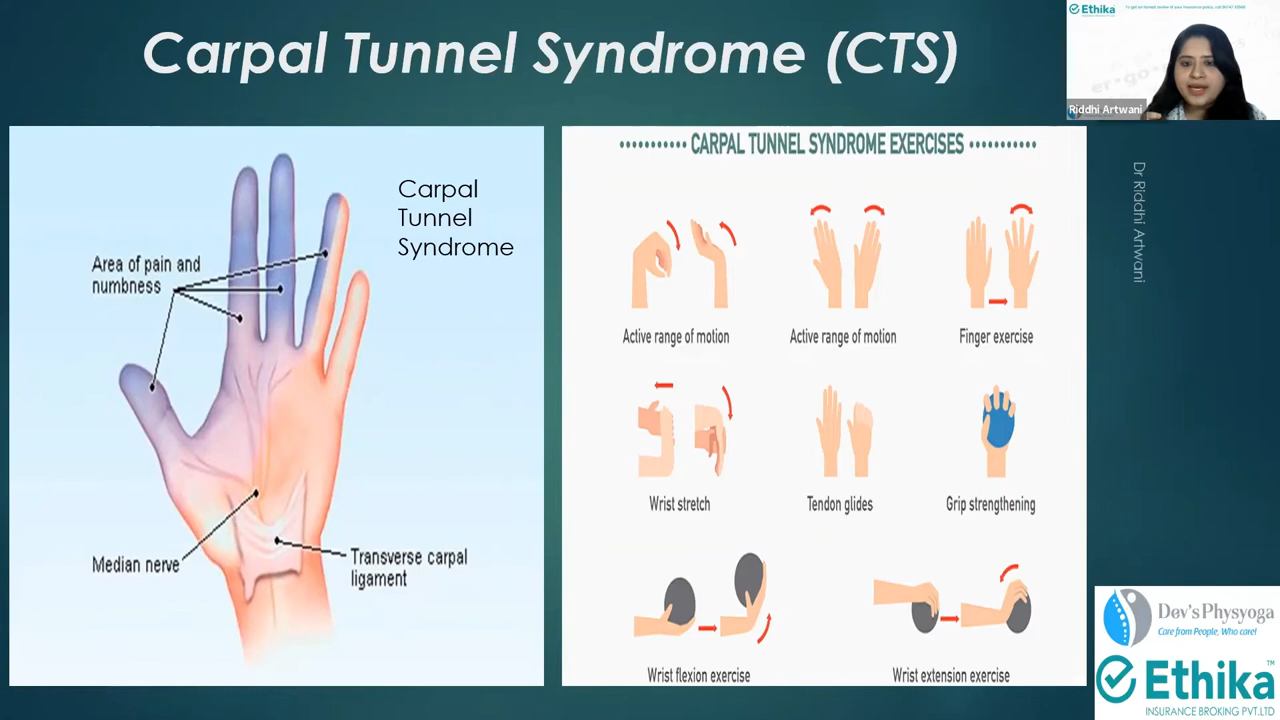 Carpal Tunnel Syndrome (CTS)
Ethika
Riddhi Artwani
Dr Riddhi Artwani
Carpal
Tunnel
Syndrome
Area of pain and
numbness
Median nerve
Transverse carpal
ligament
CARPAL TUNNEL SYNDROME EXERCISES
Active range of motion
Active range of motion
Finger exercise
Wrist stretch
Tendon glides
Grip strengthening
Wrist flexion exercise
Wrist extension exercise
Dev's Physyoga
Care from People, Who care!
Ethika™
INSURANCE BROKING PVT.LTD